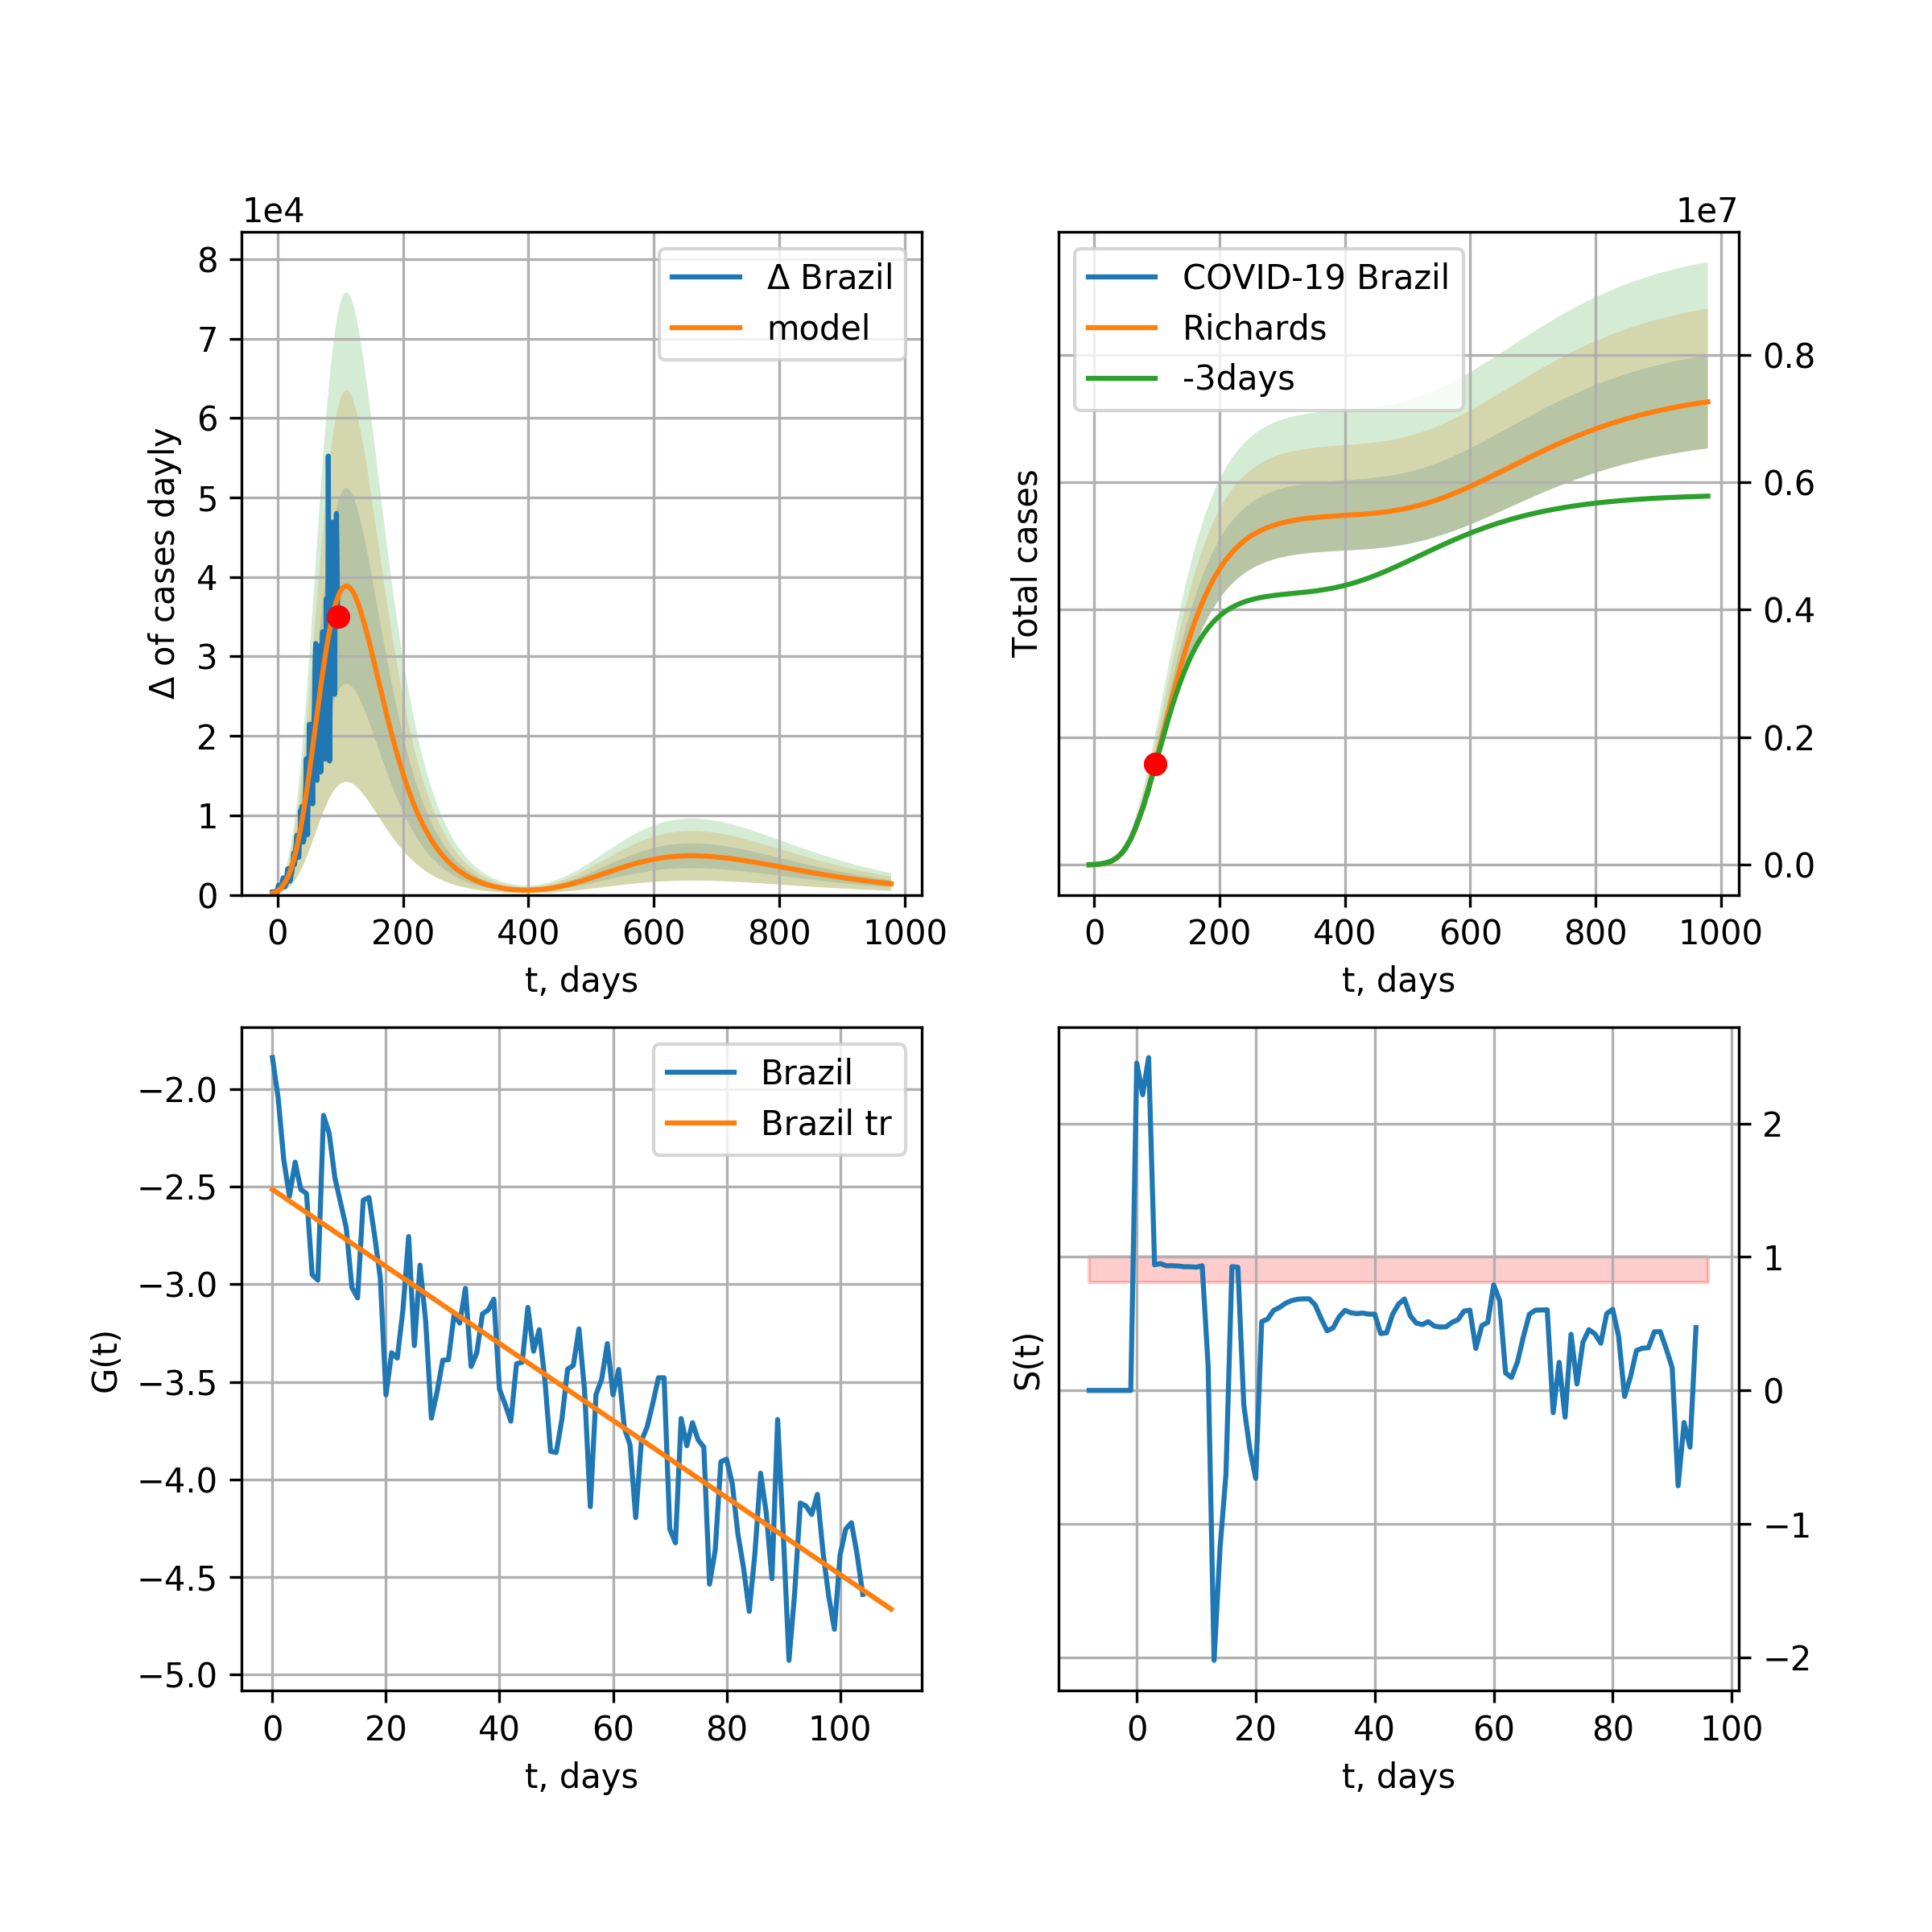 1e4
8
7
6
5
4
3
2
1
0
Δ of cases dayly
Δ Brazil
model
0 200 400 600 800 1000
t, days
1e7
COVID-19 Brazil
Richards
-3days
Total cases
0.8
0.6
0.4
0.2
0.0
0 200 400 600 800 1000
t, days
−2.0
−2.5
−3.0
−3.5
−4.0
−4.5
−5.0
G(t)
Brazil
Brazil tr
0 20 40 60 80 100
t, days
S(t)
2
1
0
−1
−2
0 20 40 60 80 100
t, days